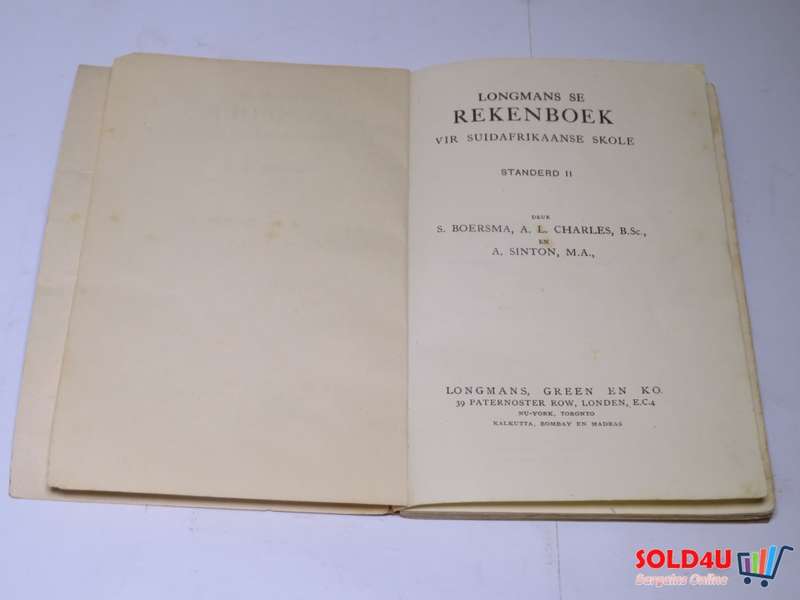 LONGMANS SE
REKENBOEK
VIR SUIDAFRIKAANSE SKOLE
STANDERD II
DEUR
S. BOERSMA, A. L. CHARLES, B.Sc.,
EN
A. SINTON, M.A.,
LONGMANS, GREEN EN KO.
39 PATERNOSTER ROW, LONDEN, E.C.4
NU-YORK, TORONTO
KALKUTTA, BOMBAY EN MADRAS
SOLD4U
Bargains Online